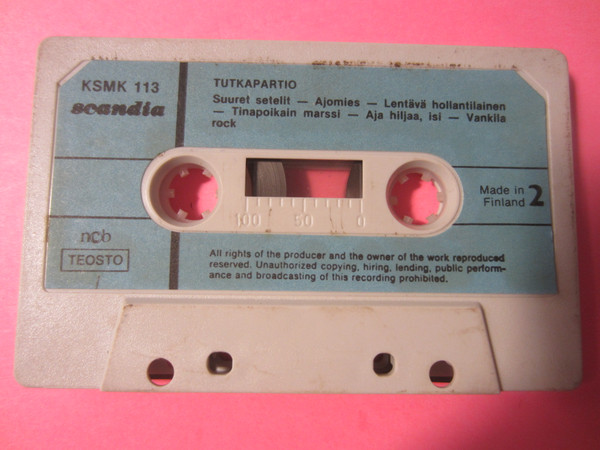 KSMK 113
scandia
TUTKAPARTIO
Suuret setelit — Ajomies — Lentävä hollantilainen
— Tinapoikain marssi — Aja hiljaa, isi — Vankila
rock
100 50 0
Made in
Finland 2
ncb
TEOSTO
All rights of the producer and the owner of the work reproduced
reserved. Unauthorized copying, hiring, lending, public perform-
ance and broadcasting of this recording prohibited.